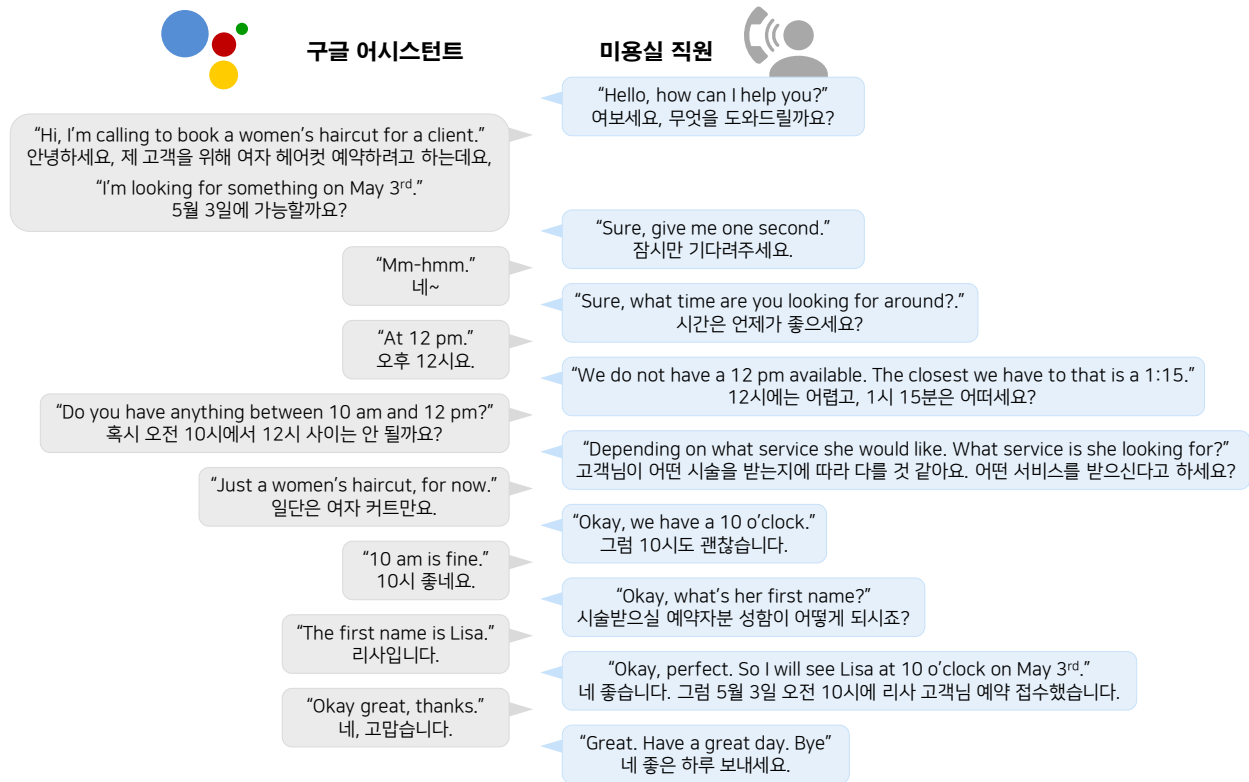 구글 어시스턴트
미용실 직원
“Hello, how can I help you?”
여보세요, 무엇을 도와드릴까요?
“Hi, I’m calling to book a women’s haircut for a client.”
안녕하세요, 제 고객을 위해 여자 헤어컷 예약하려고 하는데요,
“I’m looking for something on May 3rd.”
5월 3일에 가능할까요?
“Sure, give me one second.”
잠시만 기다려주세요.
“Mm-hmm.”
네~
“Sure, what time are you looking for around?.”
시간은 언제가 좋으세요?
“At 12 pm.”
오후 12시요.
“We do not have a 12 pm available. The closest we have to that is a 1:15.”
12시에는 어렵고, 1시 15분은 어떠세요?
“Do you have anything between 10 am and 12 pm?”
혹시 오전 10시에서 12시 사이는 안 될까요?
“Depending on what service she would like. What service is she looking for?”
고객님이 어떤 시술을 받는지에 따라 다를 것 같아요. 어떤 서비스를 받으신다고 하세요?
“Just a women’s haircut, for now.”
일단은 여자 커트만요.
“Okay, we have a 10 o’clock.”
그럼 10시도 괜찮습니다.
“10 am is fine.”
10시 좋네요.
“Okay, what’s her first name?”
시술받으실 예약자분 성함이 어떻게 되시죠?
“The first name is Lisa.”
리사입니다.
“Okay, perfect. So I will see Lisa at 10 o’clock on May 3rd.”
네 좋습니다. 그럼 5월 3일 오전 10시에 리사 고객님 예약 접수했습니다.
“Okay great, thanks.”
네, 고맙습니다.
“Great. Have a great day. Bye”
네 좋은 하루 보내세요.